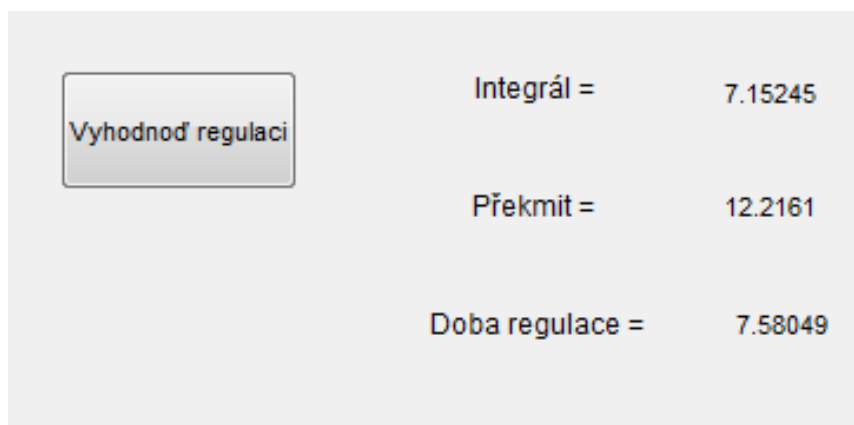 Integrál = 7.15245
Vyhodnoď regulaci
Překmit = 12.2161
Doba regulace = 7.58049